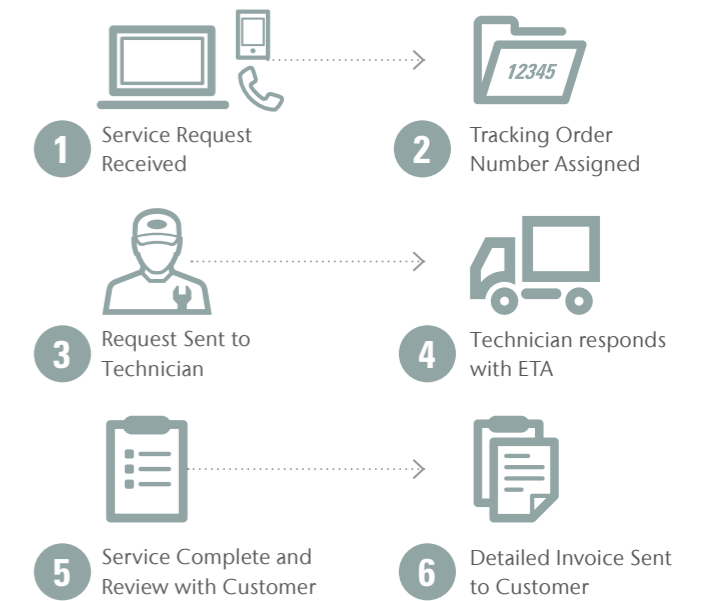 12345
1
Service Request
Received
2
Tracking Order
Number Assigned
3
Request Sent to
Technician
4
Technician responds
with ETA
5
Service Complete and
Review with Customer
6
Detailed Invoice Sent
to Customer